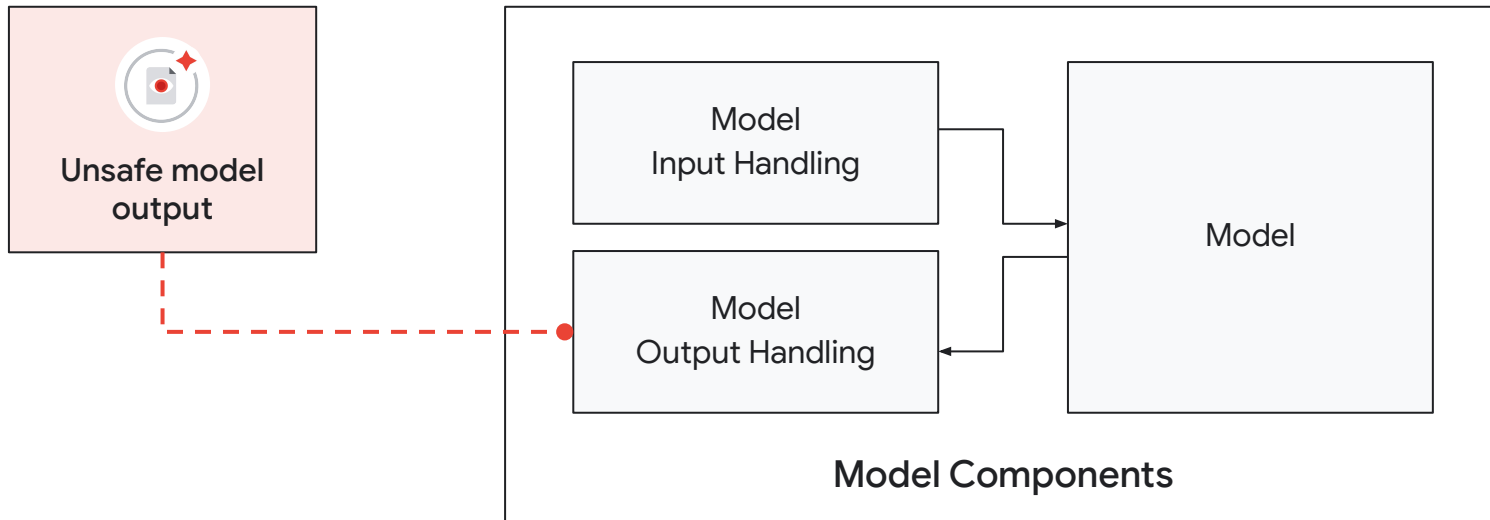 Unsafe model
output
Model
Input Handling
Model
Output Handling
Model
Model Components